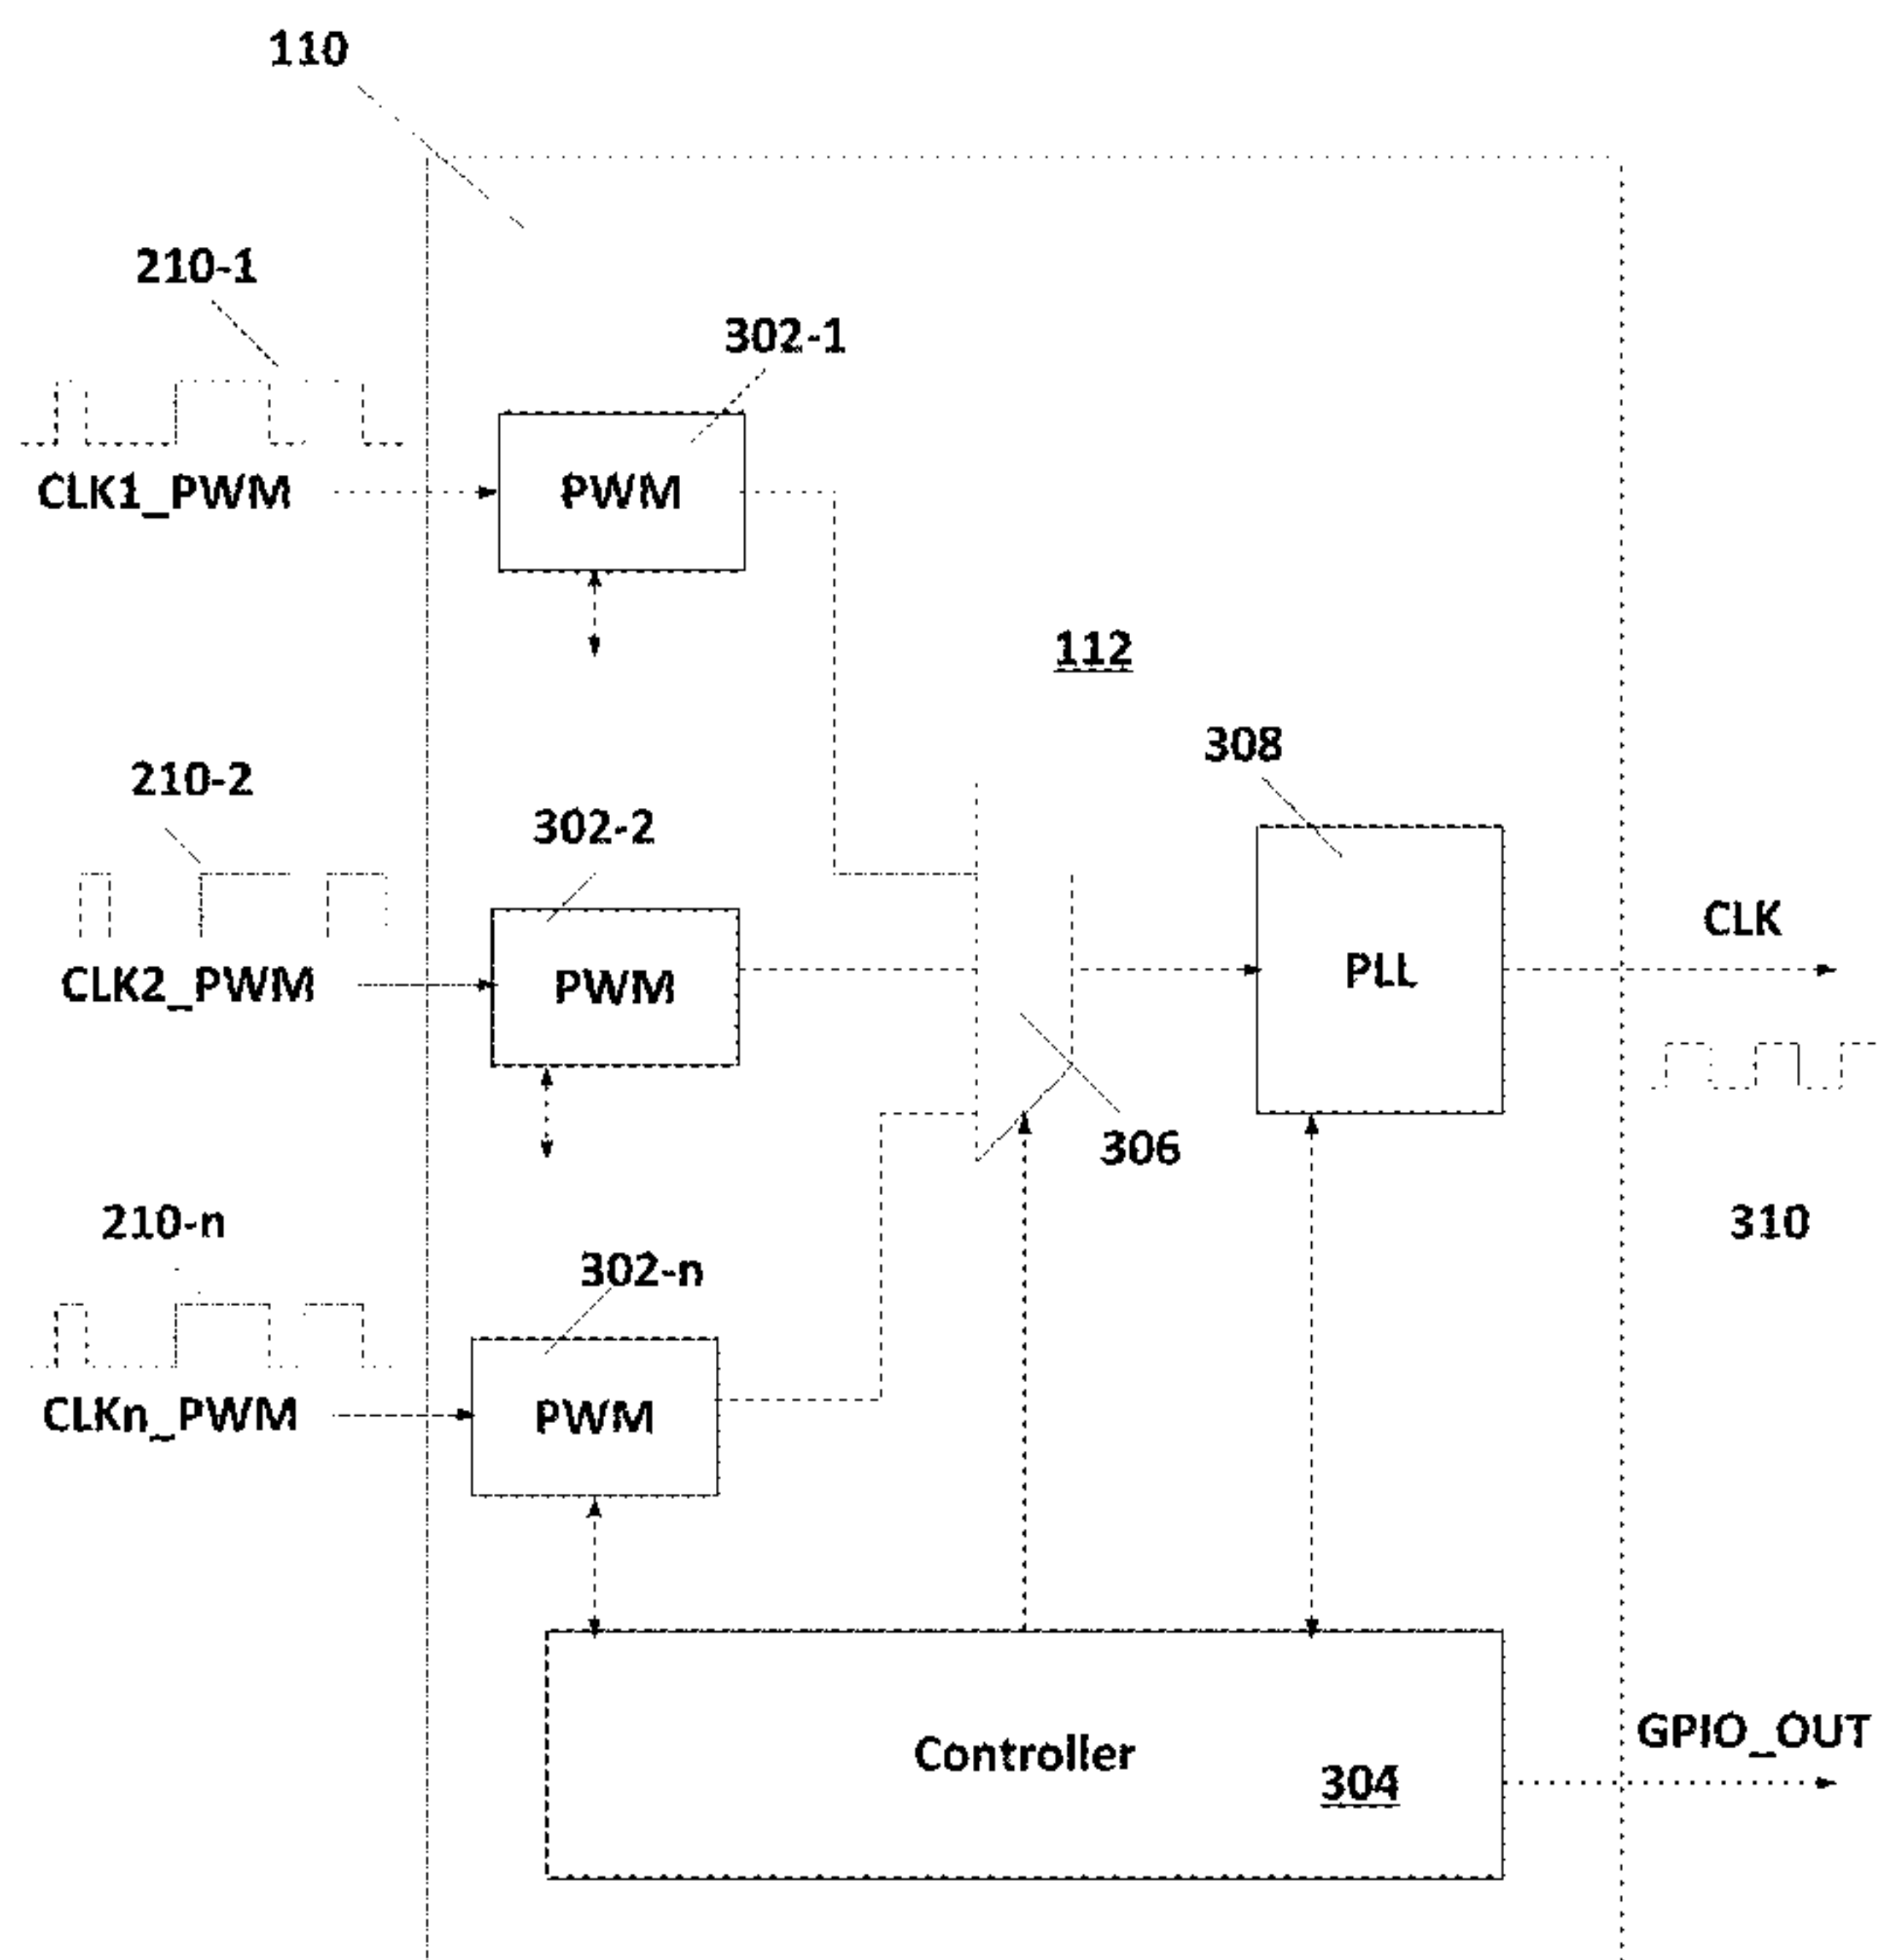 110
210-1
302-1
CLK1_PWM
PWM
112
308
210-2
302-2
CLK
CLK2_PWM
PWM
PLL
306
210-n
310
302-n
CLKn_PWM
PWM
GPIO_OUT
Controller
304